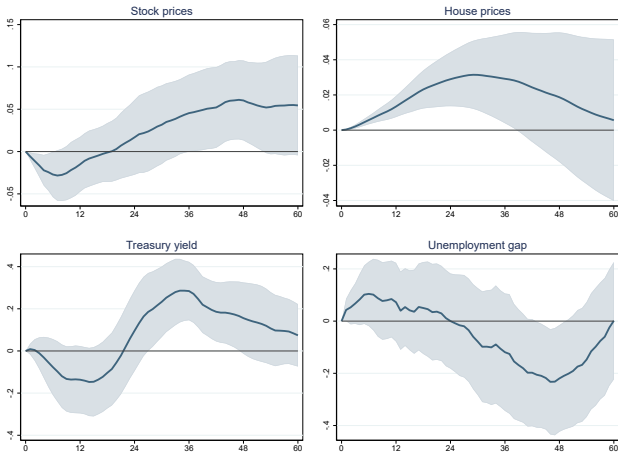 Stock prices
.15
.1
.05
0
-.05
0 12 24 36 48 60
House prices
.06
.04
.02
0
-.02
-.04
0 12 24 36 48 60
Treasury yield
.4
.2
0
-.2
-.4
0 12 24 36 48 60
Unemployment gap
.2
0
-.2
-.4
0 12 24 36 48 60